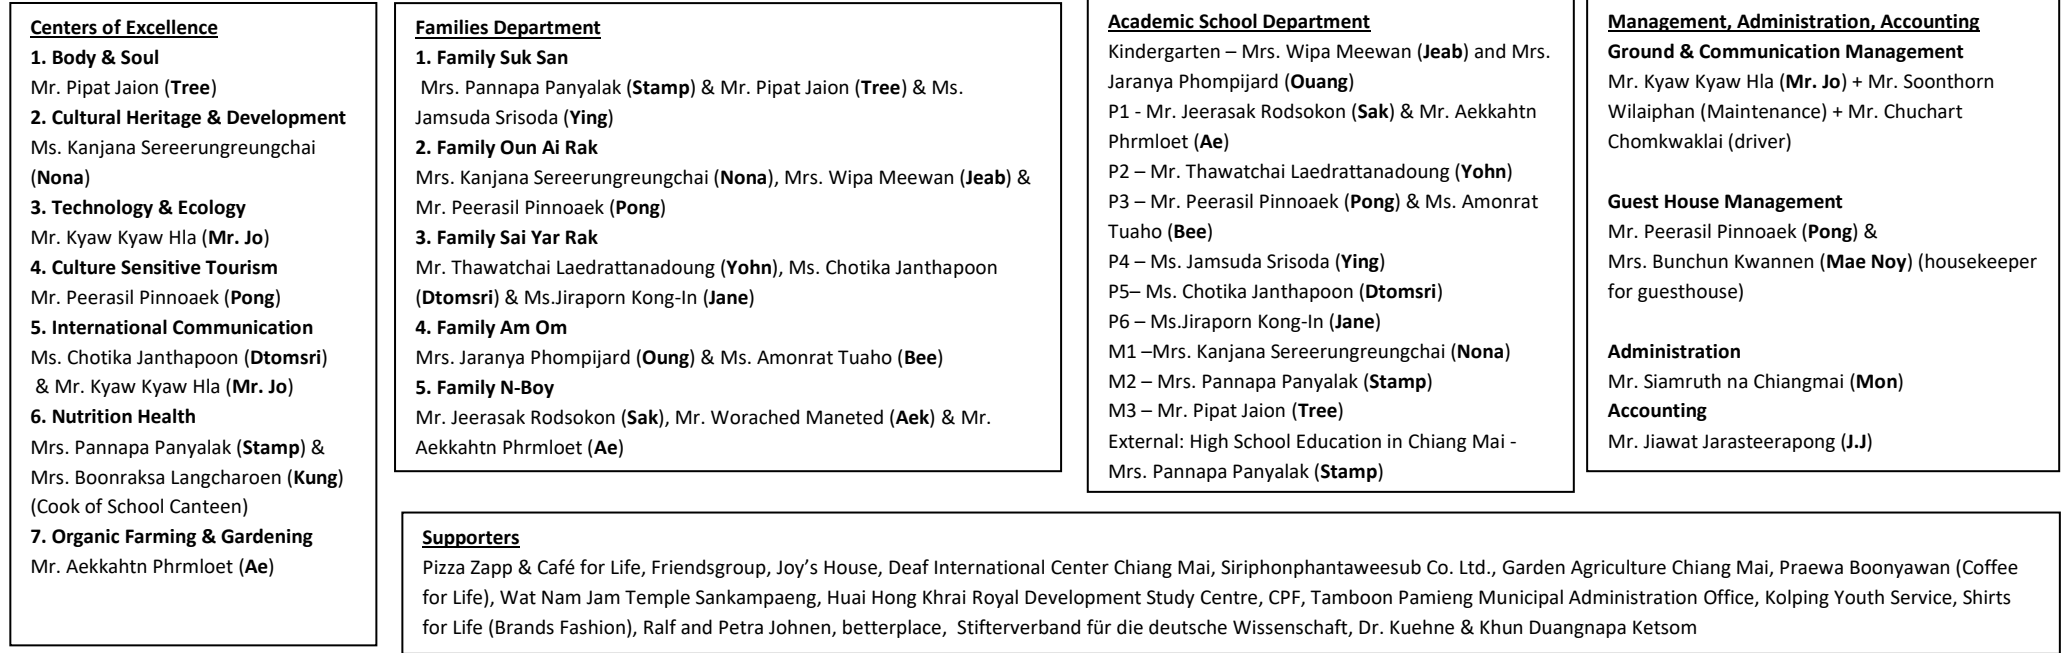 Centers of Excellence
1. Body & Soul
Mr. Pipat Jaion (Tree)
2. Cultural Heritage & Development
Ms. Kanjana Sereerungreungchai
(Nona)
3. Technology & Ecology
Mr. Kyaw Kyaw Hla (Mr. Jo)
4. Culture Sensitive Tourism
Mr. Peerasil Pinnoaek (Pong)
5. International Communication
Ms. Chotika Janthapoon (Dtomsri)
& Mr. Kyaw Kyaw Hla (Mr. Jo)
6. Nutrition Health
Mrs. Pannapa Panyalak (Stamp) &
Mrs. Boonraksa Langcharoen (Kung)
(Cook of School Canteen)
7. Organic Farming & Gardening
Mr. Aekkahtn Phrmloet (Ae)
Families Department
1. Family Suk San
Mrs. Pannapa Panyalak (Stamp) & Mr. Pipat Jaion (Tree) & Ms.
Jamsuda Srisoda (Ying)
2. Family Oun Ai Rak
Mrs. Kanjana Sereerungreungchai (Nona), Mrs. Wipa Meewan (Jeab) &
Mr. Peerasil Pinnoaek (Pong)
3. Family Sai Yar Rak
Mr. Thawatchai Laedrattanadoung (Yohn), Ms. Chotika Janthapoon
(Dtomsri) & Ms.Jiraporn Kong-In (Jane)
4. Family Am Om
Mrs. Jaranya Phompijard (Oung) & Ms. Amonrat Tuaho (Bee)
5. Family N-Boy
Mr. Jeerasak Rodsokon (Sak), Mr. Worached Maneted (Aek) & Mr.
Aekkahtn Phrmloet (Ae)
Academic School Department
Kindergarten – Mrs. Wipa Meewan (Jeab) and Mrs.
Jaranya Phompijard (Ouang)
P1 - Mr. Jeerasak Rodsokon (Sak) & Mr. Aekkahtn
Phrmloet (Ae)
P2 – Mr. Thawatchai Laedrattanadoung (Yohn)
P3 – Mr. Peerasil Pinnoaek (Pong) & Ms. Amonrat
Tuaho (Bee)
P4 – Ms. Jamsuda Srisoda (Ying)
P5– Ms. Chotika Janthapoon (Dtomsri)
P6 – Ms.Jiraporn Kong-In (Jane)
M1 –Mrs. Kanjana Sereerungreungchai (Nona)
M2 – Mrs. Pannapa Panyalak (Stamp)
M3 – Mr. Pipat Jaion (Tree)
External: High School Education in Chiang Mai -
Mrs. Pannapa Panyalak (Stamp)
Management, Administration, Accounting
Ground & Communication Management
Mr. Kyaw Kyaw Hla (Mr. Jo) + Mr. Soonthorn
Wilaiphan (Maintenance) + Mr. Chuchart
Chomkwaklai (driver)
Guest House Management
Mr. Peerasil Pinnoaek (Pong) &
Mrs. Bunchun Kwannen (Mae Noy) (housekeeper
for guesthouse)
Administration
Mr. Siamruth na Chiangmai (Mon)
Accounting
Mr. Jiawat Jarasteerapong (J.J)
Supporters
Pizza Zapp & Café for Life, Friendsgroup, Joy’s House, Deaf International Center Chiang Mai, Siriphonphantaweesub Co. Ltd., Garden Agriculture Chiang Mai, Praewa Boonyawan (Coffee
for Life), Wat Nam Jam Temple Sankampaeng, Huai Hong Khrai Royal Development Study Centre, CPF, Tamboon Pamieng Municipal Administration Office, Kolping Youth Service, Shirts
for Life (Brands Fashion), Ralf and Petra Johnen, betterplace, Stifterverband für die deutsche Wissenschaft, Dr. Kuehne & Khun Duangnapa Ketsom